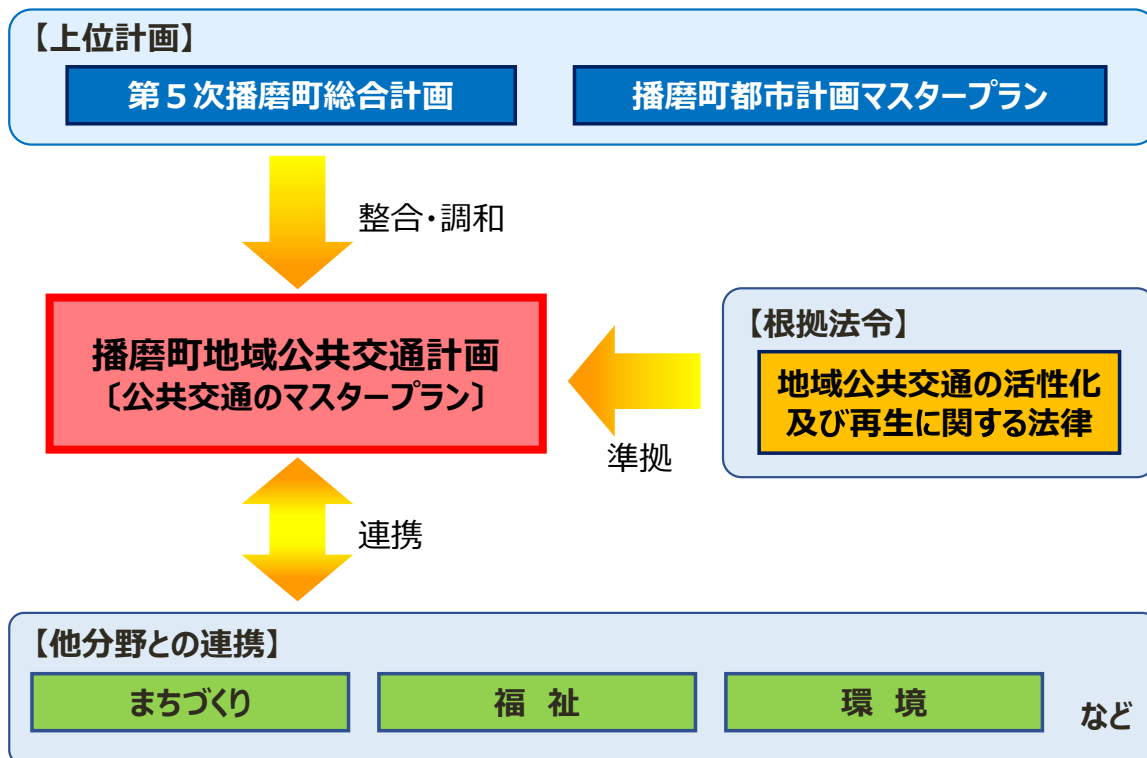 【上位計画】
第5次播磨町総合計画
播磨町都市計画マスタープラン
整合・調和
播磨町地域公共交通計画
〔公共交通のマスタープラン〕
【根拠法令】
地域公共交通の活性化
及び再生に関する法律
準拠
連携
【他分野との連携】
まちづくり
福 祉
環 境
など